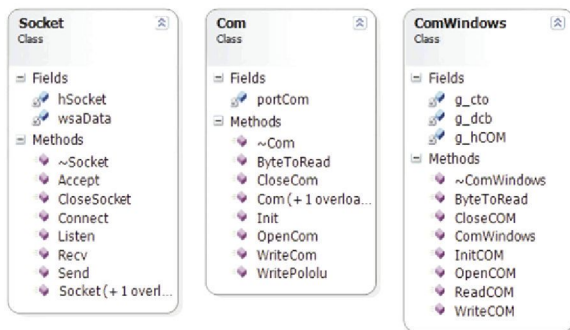 Socket
Class
Fields
hSocket
wsaData
Methods
~Socket
Accept
CloseSocket
Connect
Listen
Recv
Send
Socket (+ 1 overl...
Com
Class
Fields
portCom
Methods
~Com
ByteToRead
CloseCom
Com (+ 1 overloa...
Init
OpenCom
WriteCom
WritePololu
ComWindows
Class
Fields
g_cto
g_dcb
g_hCOM
Methods
~ComWindows
ByteToRead
CloseCOM
ComWindows
InitCOM
OpenCOM
ReadCOM
WriteCOM